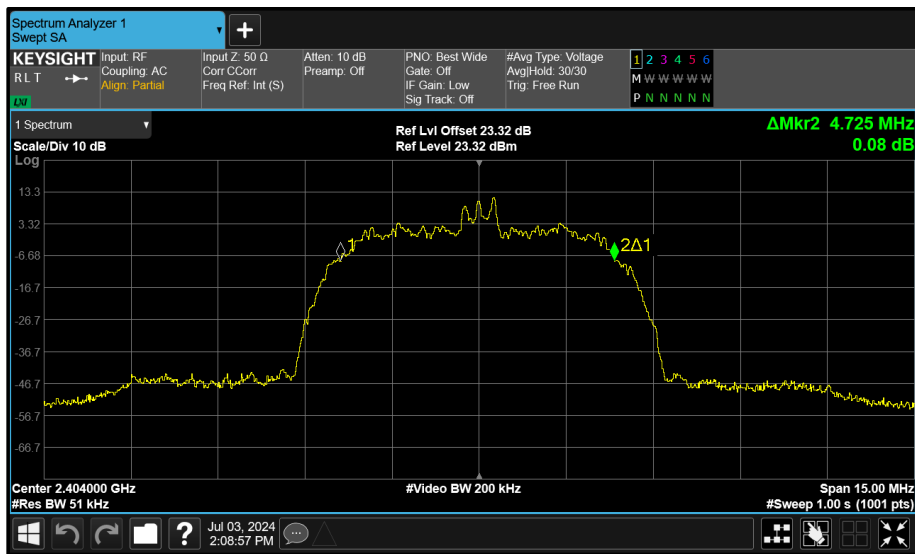 Spectrum Analyzer 1
Swept SA
+
KEYSIGHT
R L T
LXI
Input: RF
Coupling: AC
Align: Partial
Input Z: 50 Ω
Corr CCorr
Freq Ref: Int (S)
Atten: 10 dB
Preamp: Off
PNO: Best Wide
Gate: Off
IF Gain: Low
Sig Track: Off
#Avg Type: Voltage
Avg|Hold: 30/30
Trig: Free Run
1 2 3 4 5 6
M W W W W W
P N N N N N
1 Spectrum
Scale/Div 10 dB
Ref Lvl Offset 23.32 dB
Ref Level 23.32 dBm
ΔMkr2 4.725 MHz
0.08 dB
Log
13.3
3.32
-6.68
-16.7
-26.7
-36.7
-46.7
-56.7
-66.7
1
2Δ1
Center 2.404000 GHz
#Video BW 200 kHz
Span 15.00 MHz
#Res BW 51 kHz
#Sweep 1.00 s (1001 pts)
?
Jul 03, 2024
2:08:57 PM